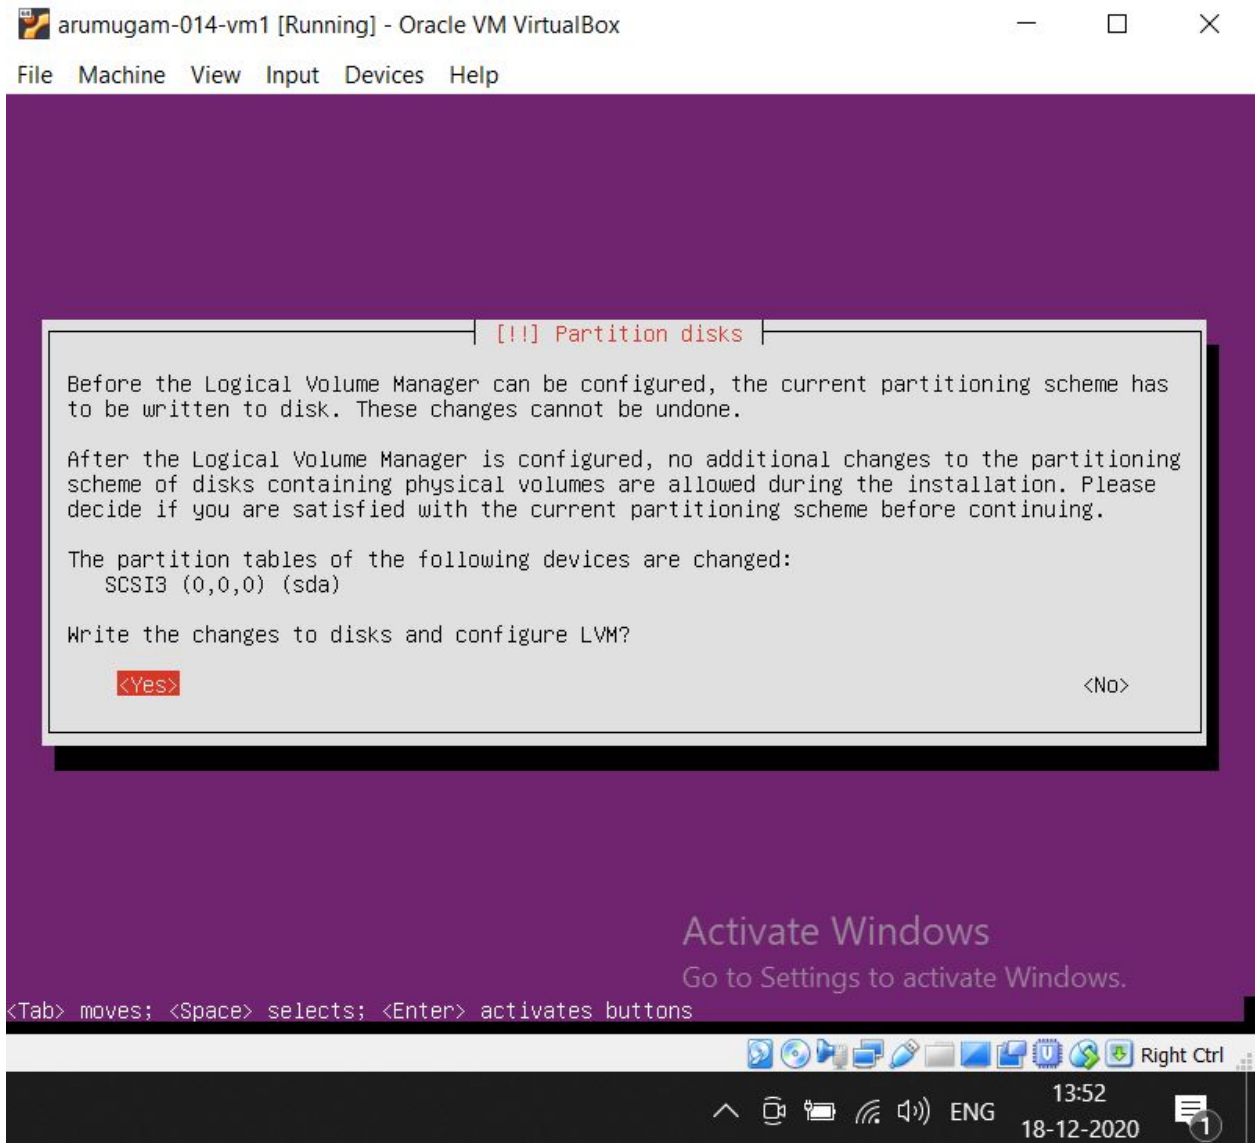 arumugam-014-vm1 [Running] - Oracle VM VirtualBox
File Machine View Input Devices Help
[!!] Partition disks
Before the Logical Volume Manager can be configured, the current partitioning scheme has
to be written to disk. These changes cannot be undone.
After the Logical Volume Manager is configured, no additional changes to the partitioning
scheme of disks containing physical volumes are allowed during the installation. Please
decide if you are satisfied with the current partitioning scheme before continuing.
The partition tables of the following devices are changed:
SCSI3 (0,0,0) (sda)
Write the changes to disks and configure LVM?
<Yes> <No>
Activate Windows
Go to Settings to activate Windows.
<Tab> moves; <Space> selects; <Enter> activates buttons
Right Ctrl
ENG 13:52
18-12-2020 1